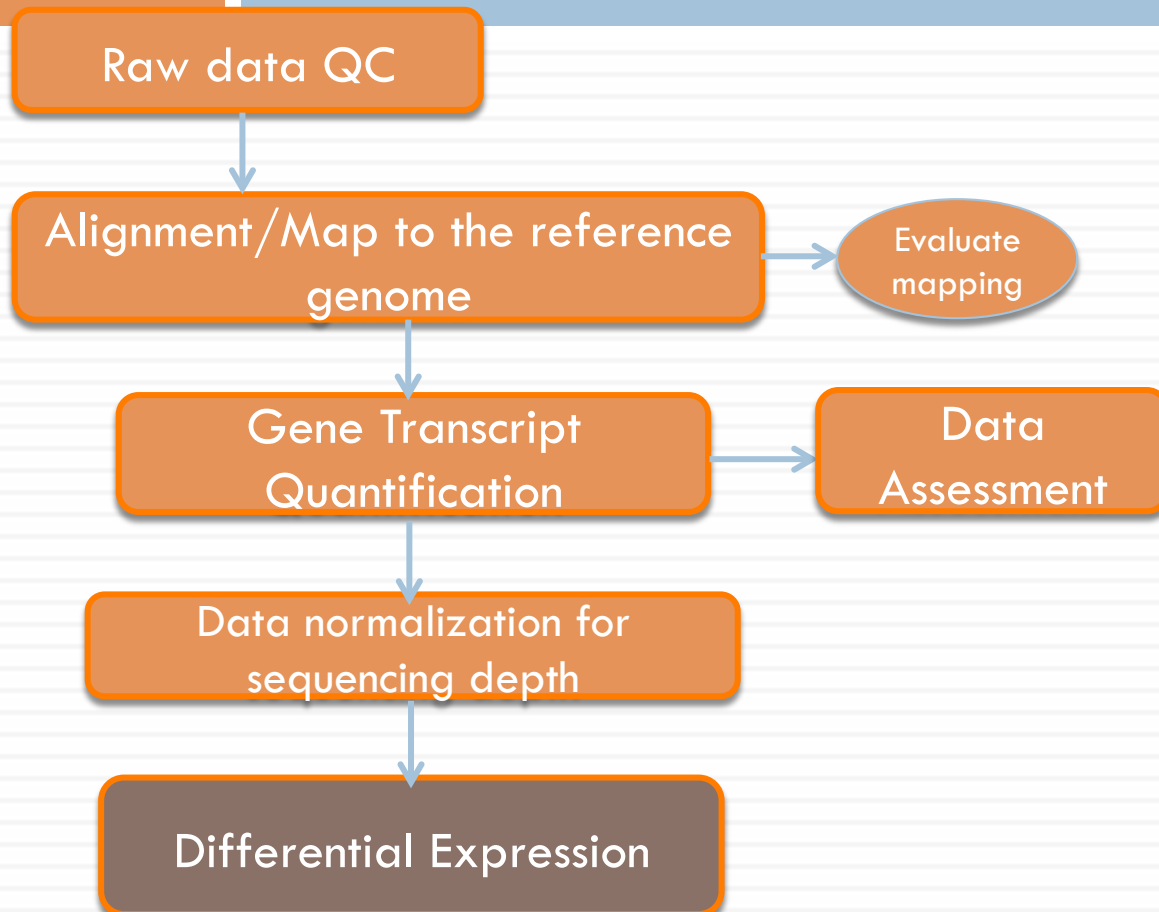 Raw data QC
Alignment/Map to the reference
genome
Evaluate
mapping
Gene Transcript
Quantification
Data
Assessment
Data normalization for
sequencing depth
Differential Expression